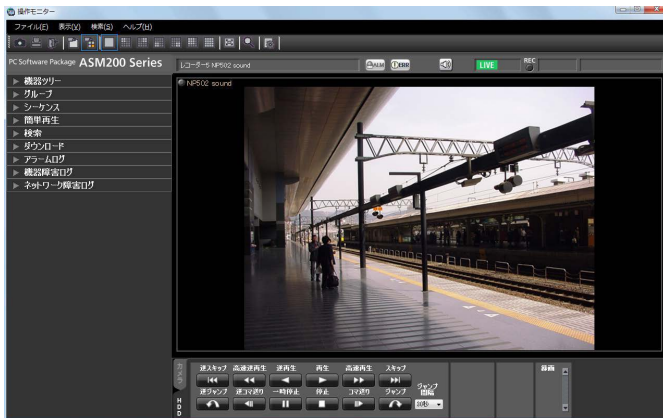 操作モニター
ファイル(F) 表示(V) 検索(S) ヘルプ(H)
PC Software Package ASM200 Series
レコーダー5 NP502 sound
ALM
ERR
LIVE
REC
機器ツリー
グループ
シーケンス
簡単再生
検索
ダウンロード
アラームログ
機器障害ログ
ネットワーク障害ログ
NP502 sound
カメラ
HDD
逆スキップ 高速逆再生 逆再生 再生 高速再生 スキップ
逆ジャンプ 逆コマ送り 一時停止 停止 コマ送り ジャンプ
ジャンプ間隔
30秒
録画